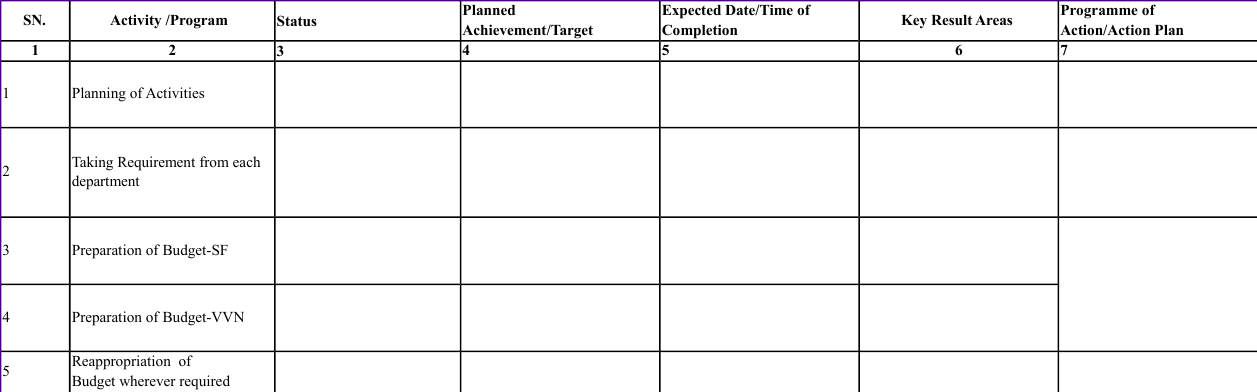 SN. Activity /Program Status Planned Achievement/Target Expected Date/Time of Completion Key Result Areas Programme of Action/Action Plan
1 2 3 4 5 6 7
1 Planning of Activities
2 Taking Requirement from each
department
3 Preparation of Budget-SF
4 Preparation of Budget-VVN
5 Reappropriation  of
Budget wherever required